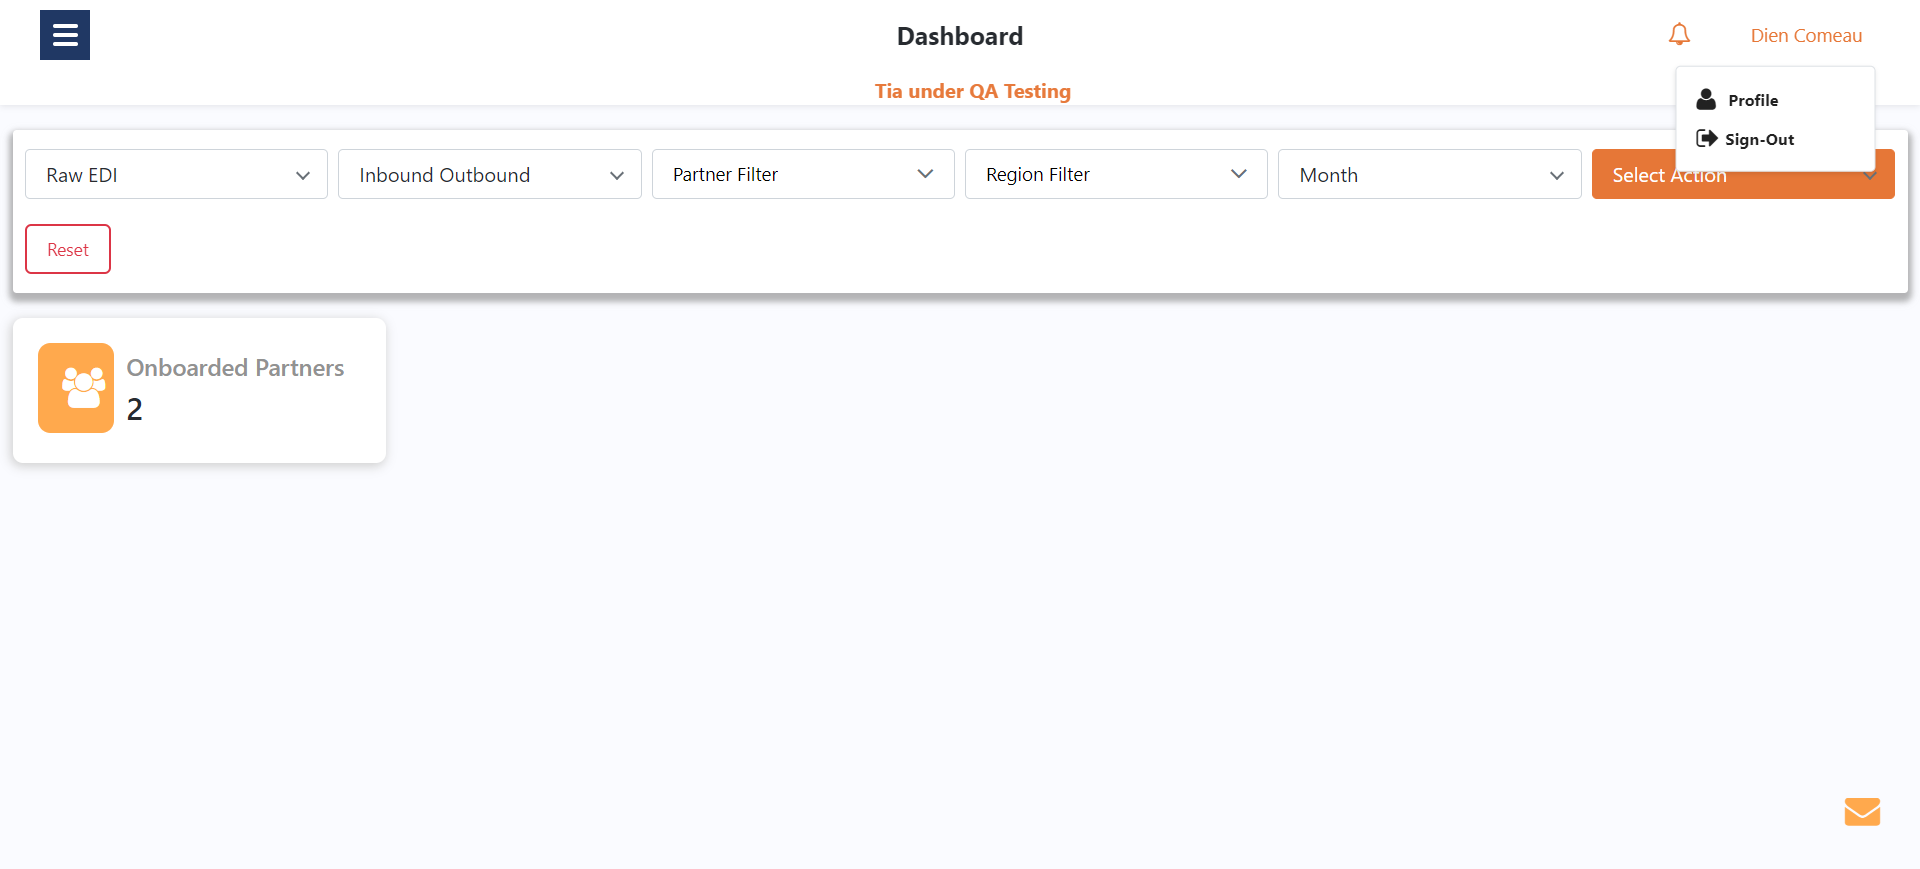 Dashboard
Dien Comeau
Tia under QA Testing
Profile
Sign-Out
Raw EDI
Inbound Outbound
Partner Filter
Region Filter
Month
Select Action
Reset
Onboarded Partners
2